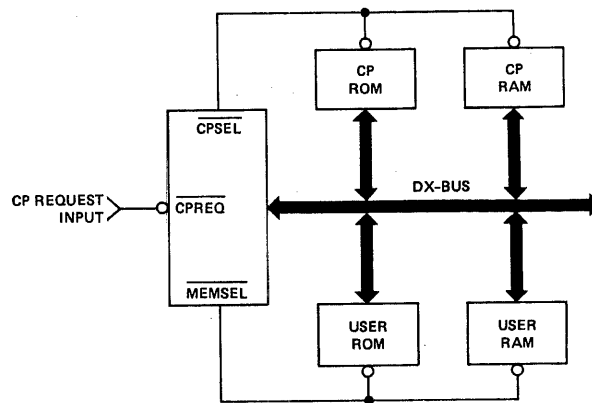 CP
ROM
CP
RAM
CPSEL
DX-BUS
CP REQUEST
INPUT
CPREQ
MEMSEL
USER
ROM
USER
RAM